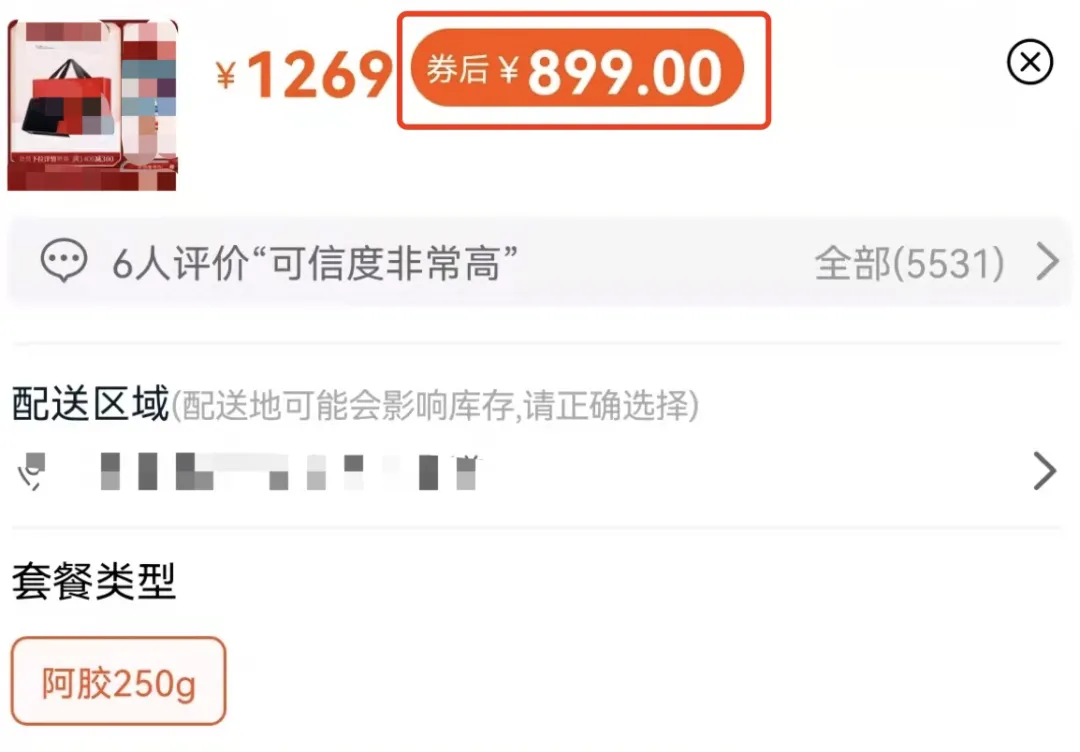 ¥1269 券后¥899.00
6人评价“可信度非常高” 全部(5531)
配送区域(配送地可能会影响库存,请正确选择)
套餐类型
阿胶250g